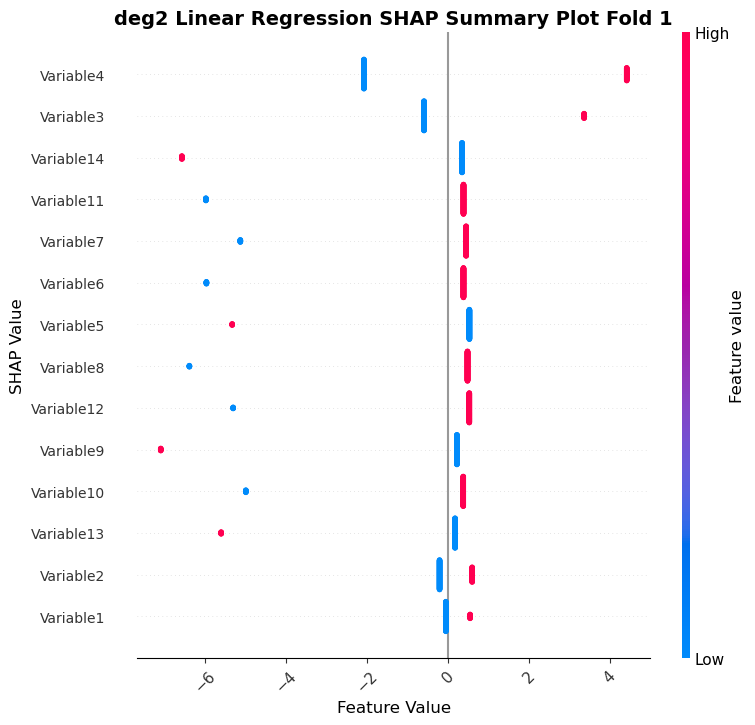 deg2 Linear Regression SHAP Summary Plot Fold 1
High
Variable4
Variable3
Variable14
Variable11
Variable7
Variable6
Variable5
Variable8
Variable12
Variable9
Variable10
Variable13
Variable2
Variable1
SHAP Value
Feature value
Low
−6
−4
−2
0
2
4
Feature Value